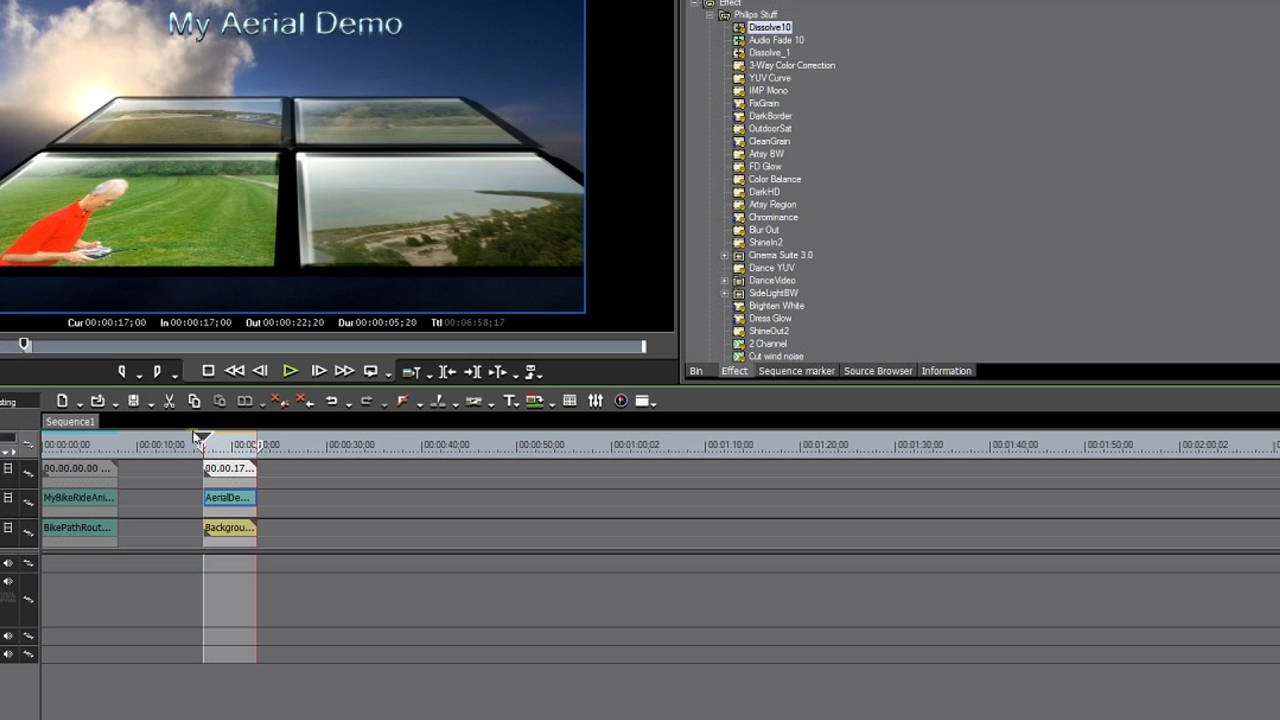 My Aerial Demo
Cur 00:00:17;00 In 00:00:17;00 Out 00:00:22;20 Dur 00:00:05;20 Ttl 00:06:58;17
Effect
Philips Stuff
Dissolve10
Audio Fade 10
Dissolve_1
3-Way Color Correction
YUV Curve
IMP Mono
FixGrain
DarkBorder
OutdoorSat
CleanGrain
Artsy BW
FD Glow
Color Balance
DarkHD
Artsy Region
Chrominance
Blur Out
ShineIn2
Cinema Suite 3.0
Dance YUV
DanceVideo
SideLightBW
Brighten White
Dress Glow
ShineOut2
2 Channel
Cut wind noise
Bin Effect Sequence marker Source Browser Information
sting
Sequence1
00:00:00;00 00:00:10;00 00:00:30;00 00:00:40;00 00:00:50;00 00:01:00;02 00:01:10;02 00:01:20;02 00:01:30;02 00:01:40;02 00:01:50;02 00:02:00;02
00.00.00.00 ... 00.00.17...
MyBikeRideAni... AerialDe...
BikePathRout... Backgrou...